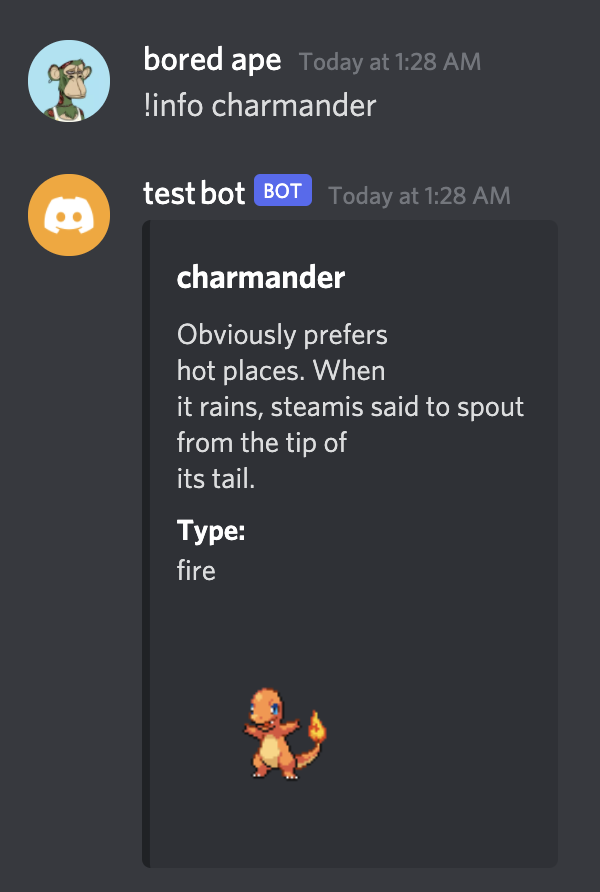 bored ape Today at 1:28 AM
!info charmander
test bot BOT Today at 1:28 AM
charmander
Obviously prefers
hot places. When
it rains, steamis said to spout
from the tip of
its tail.
Type:
fire